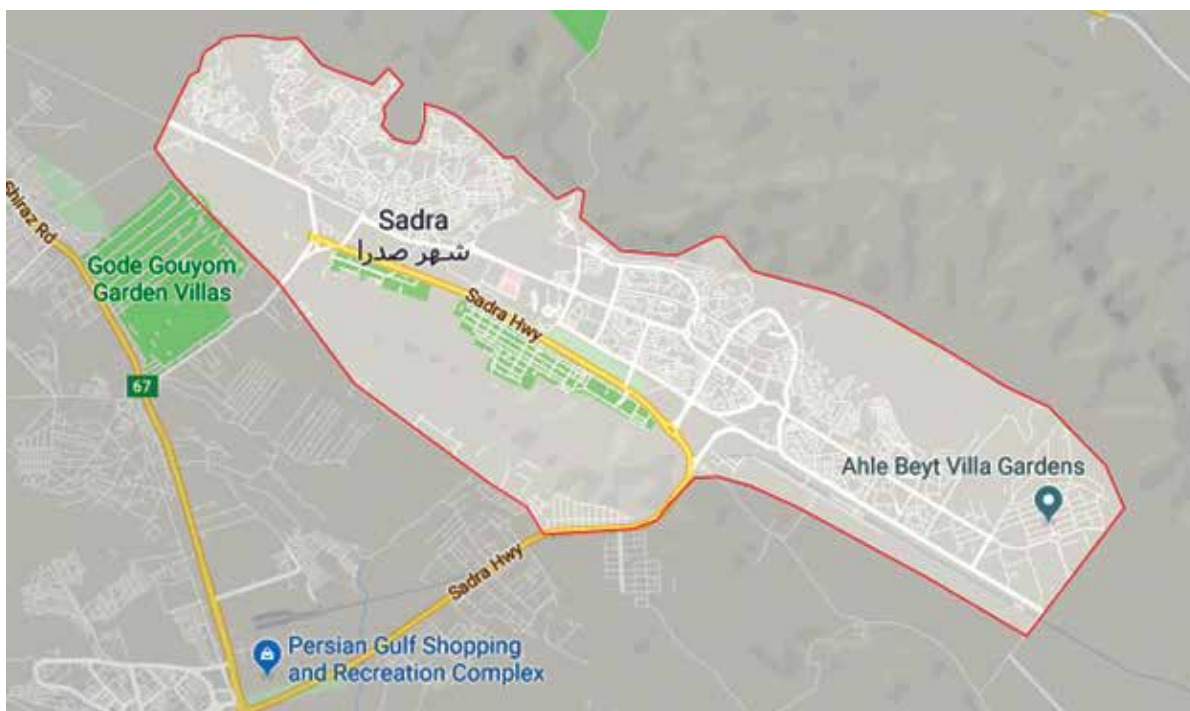 Shiraz Rd
Sadra
شهر صدرا
Gode Gouyom
Garden Villas
Sadra Hwy
67
Ahle Beyt Villa Gardens
Sadra Hwy
Persian Gulf Shopping
and Recreation Complex